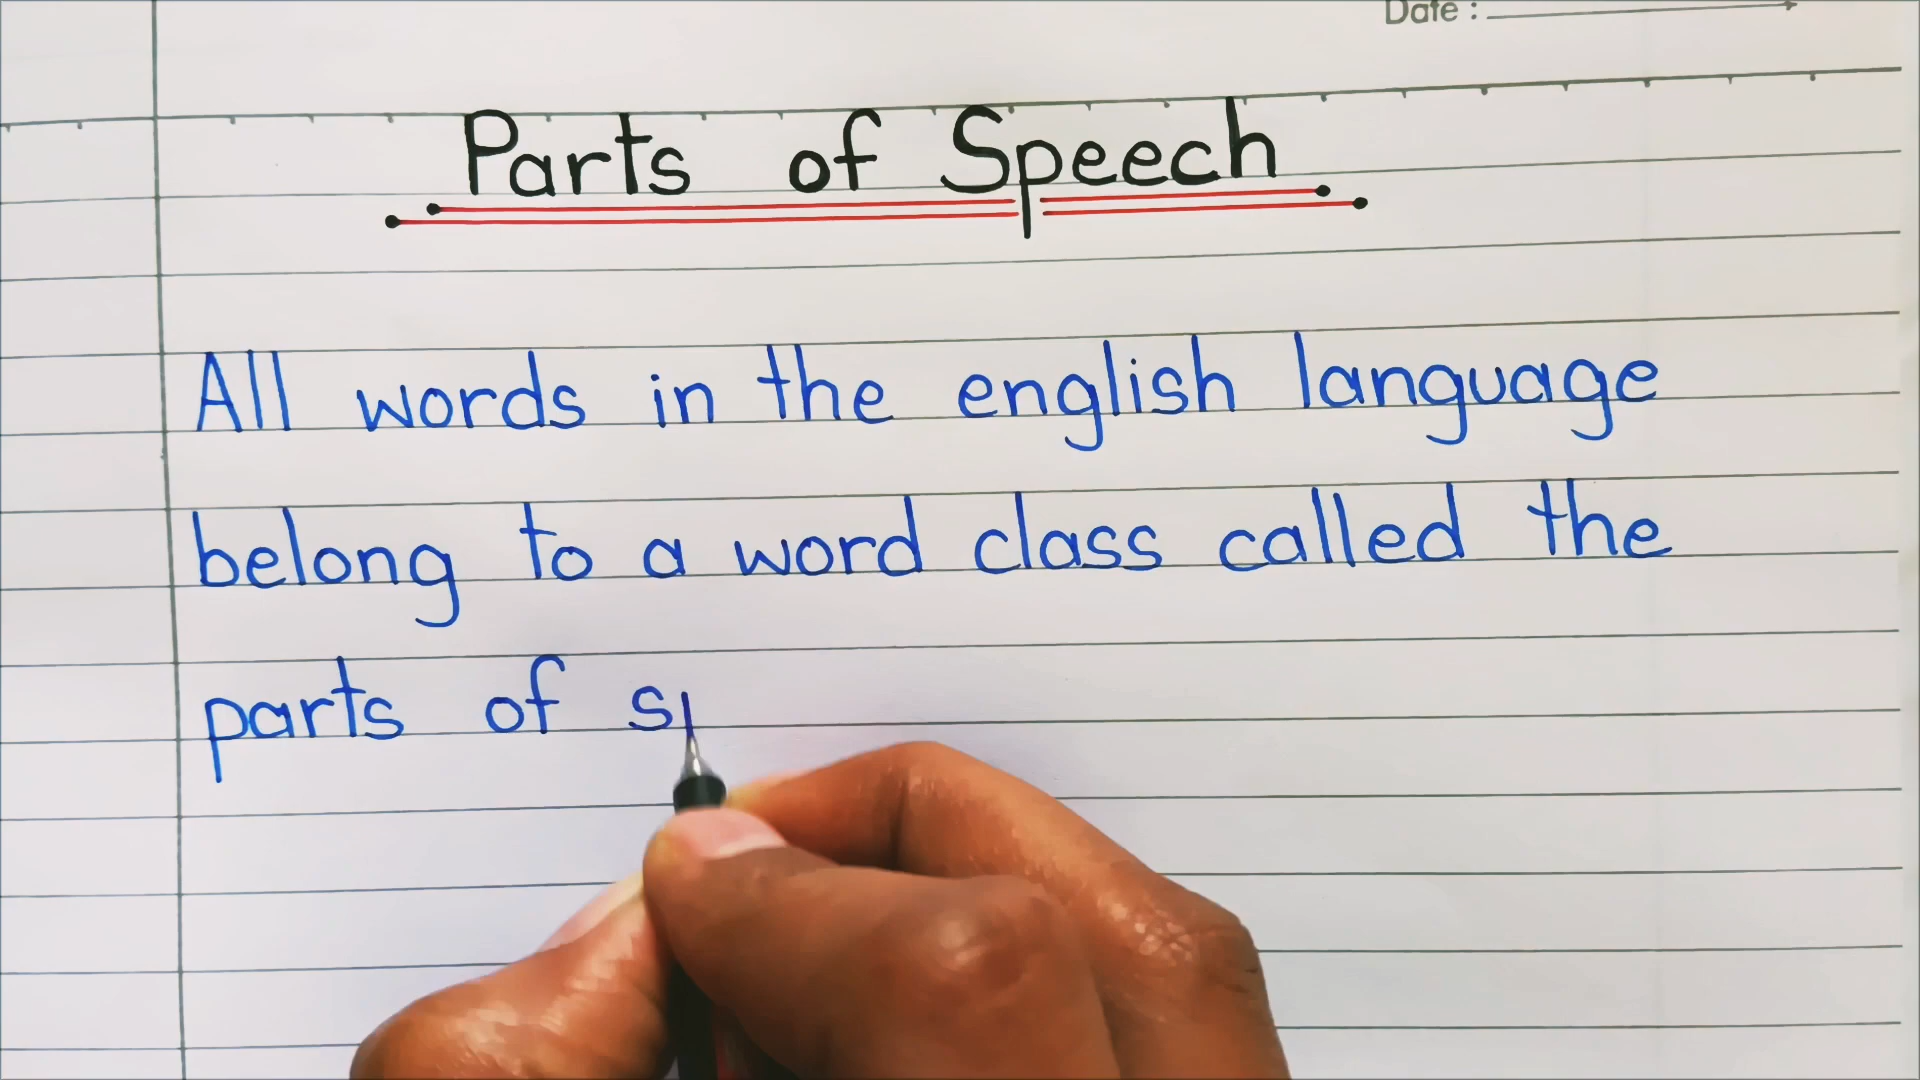 Date :
Parts of Speech
All words in the english language
belong to a word class called the
parts of s